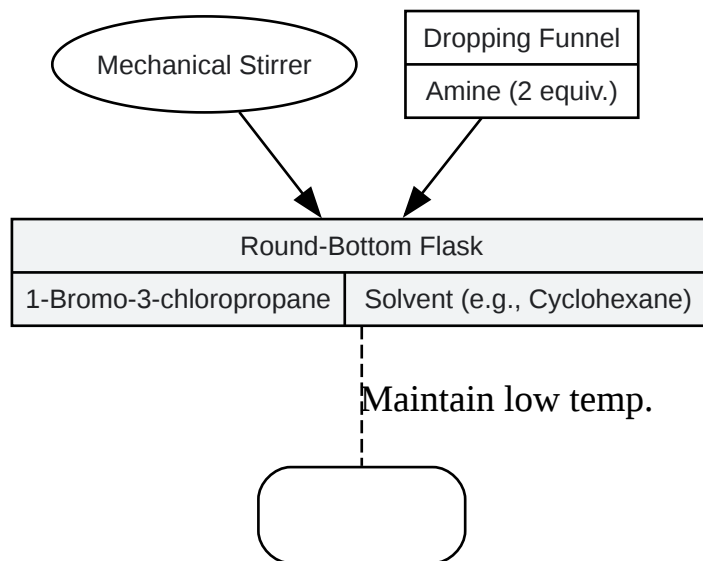 Mechanical Stirrer
Dropping Funnel
Amine (2 equiv.)
Round-Bottom Flask
1-Bromo-3-chloropropane
Solvent (e.g., Cyclohexane)
Maintain low temp.